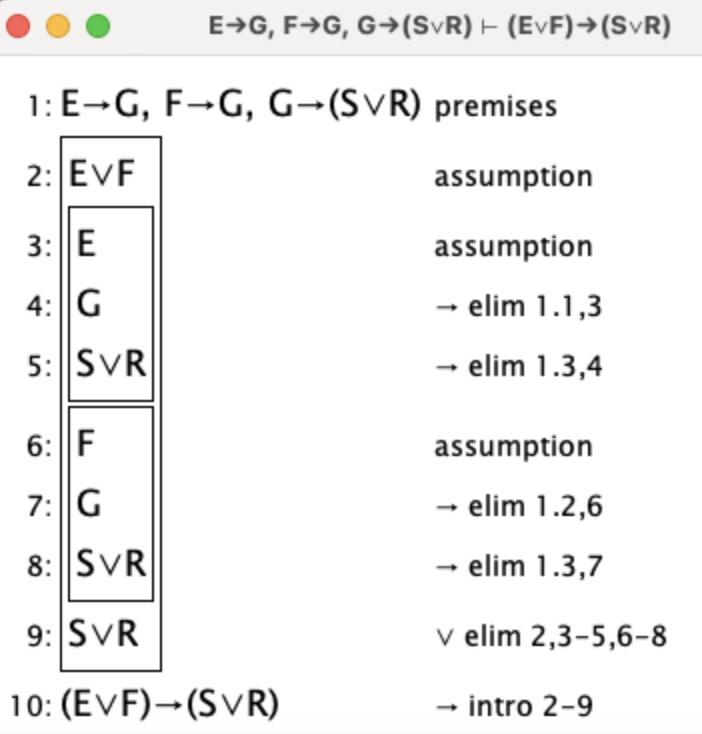 E→G, F→G, G→(S∨R) ⊢ (E∨F)→(S∨R)
1: E→G, F→G, G→(S∨R) premises
2: E∨F assumption
3: E assumption
4: G → elim 1.1,3
5: S∨R → elim 1.3,4
6: F assumption
7: G → elim 1.2,6
8: S∨R → elim 1.3,7
9: S∨R ∨ elim 2,3-5,6-8
10: (E∨F)→(S∨R) → intro 2-9